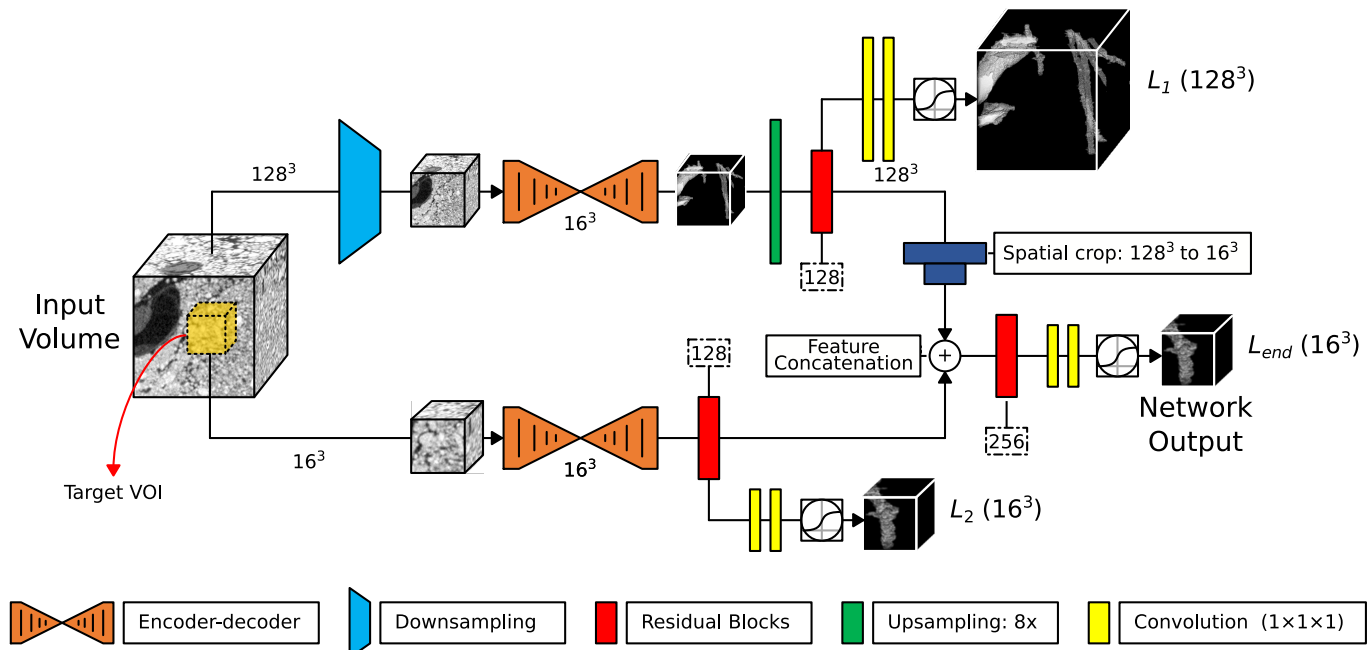 L₁ (128³)
128³
16³
128³
128
Spatial crop: 128³ to 16³
Input
Volume
128
Feature
Concatenation
+
L_end (16³)
Network
Output
256
16³
16³
Target VOI
L₂ (16³)
Encoder-decoder
Downsampling
Residual Blocks
Upsampling: 8x
Convolution (1×1×1)